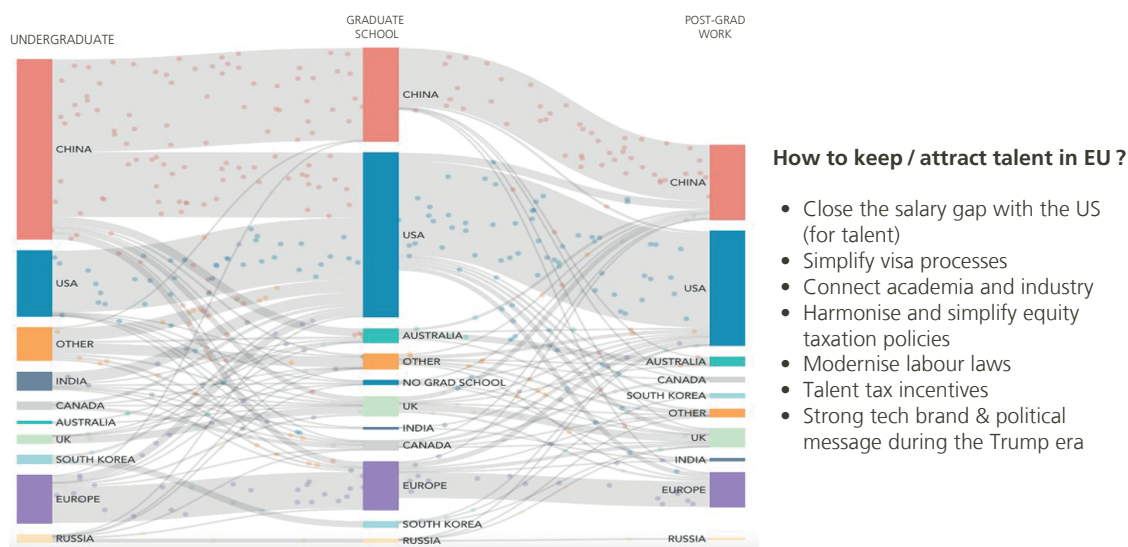 UNDERGRADUATE
CHINA
USA
OTHER
INDIA
CANADA
AUSTRALIA
UK
SOUTH KOREA
EUROPE
RUSSIA
GRADUATE
SCHOOL
CHINA
USA
AUSTRALIA
OTHER
NO GRAD SCHOOL
UK
INDIA
CANADA
EUROPE
SOUTH KOREA
RUSSIA
POST-GRAD
WORK
CHINA
USA
AUSTRALIA
CANADA
SOUTH KOREA
OTHER
UK
INDIA
EUROPE
RUSSIA
How to keep / attract talent in EU ?
• Close the salary gap with the US
(for talent)
• Simplify visa processes
• Connect academia and industry
• Harmonise and simplify equity
taxation policies
• Modernise labour laws
• Talent tax incentives
• Strong tech brand & political
message during the Trump era